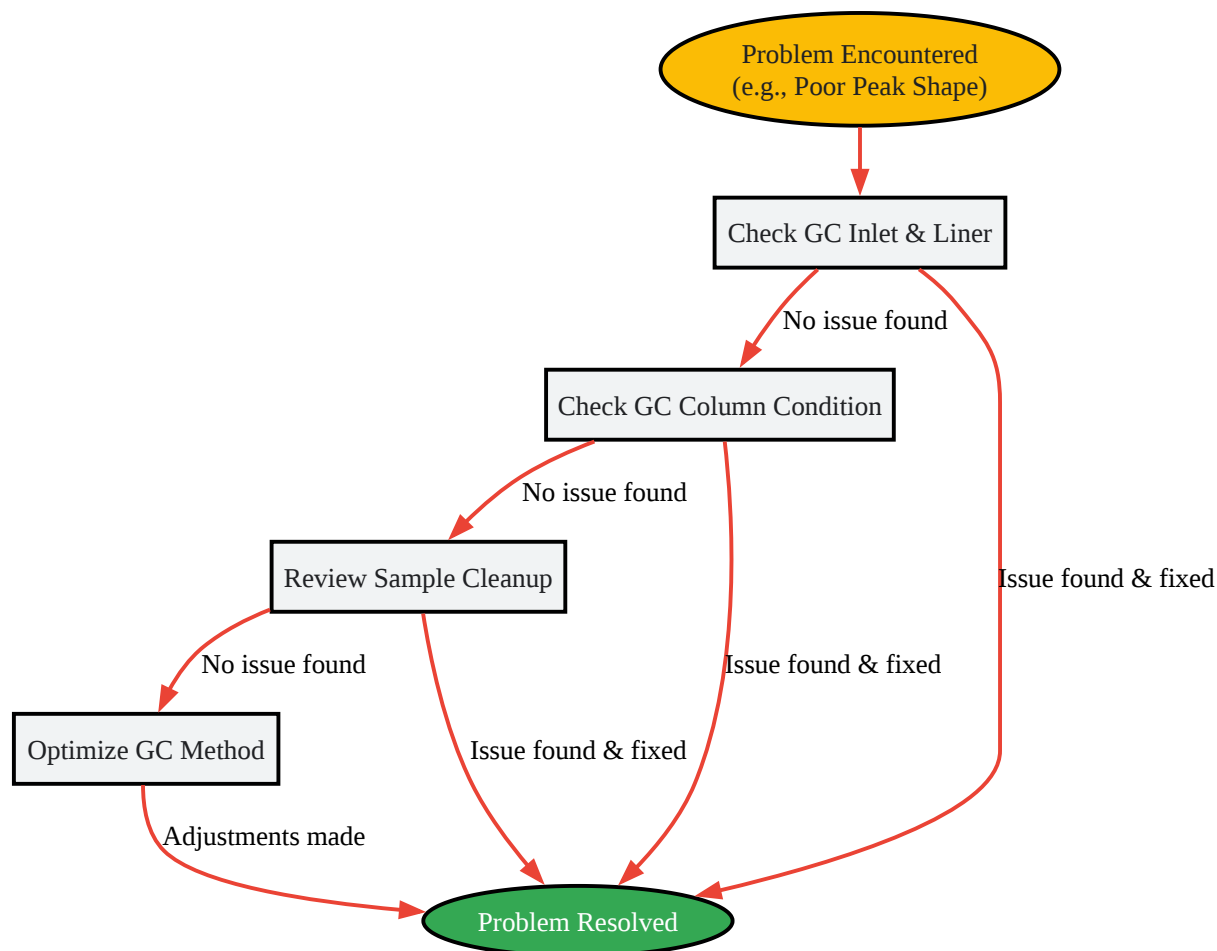 Problem Encountered
(e.g., Poor Peak Shape)
Check GC Inlet & Liner
No issue found
Check GC Column Condition
No issue found
Review Sample Cleanup
Issue found & fixed
No issue found
Issue found & fixed
Optimize GC Method
Issue found & fixed
Adjustments made
Problem Resolved